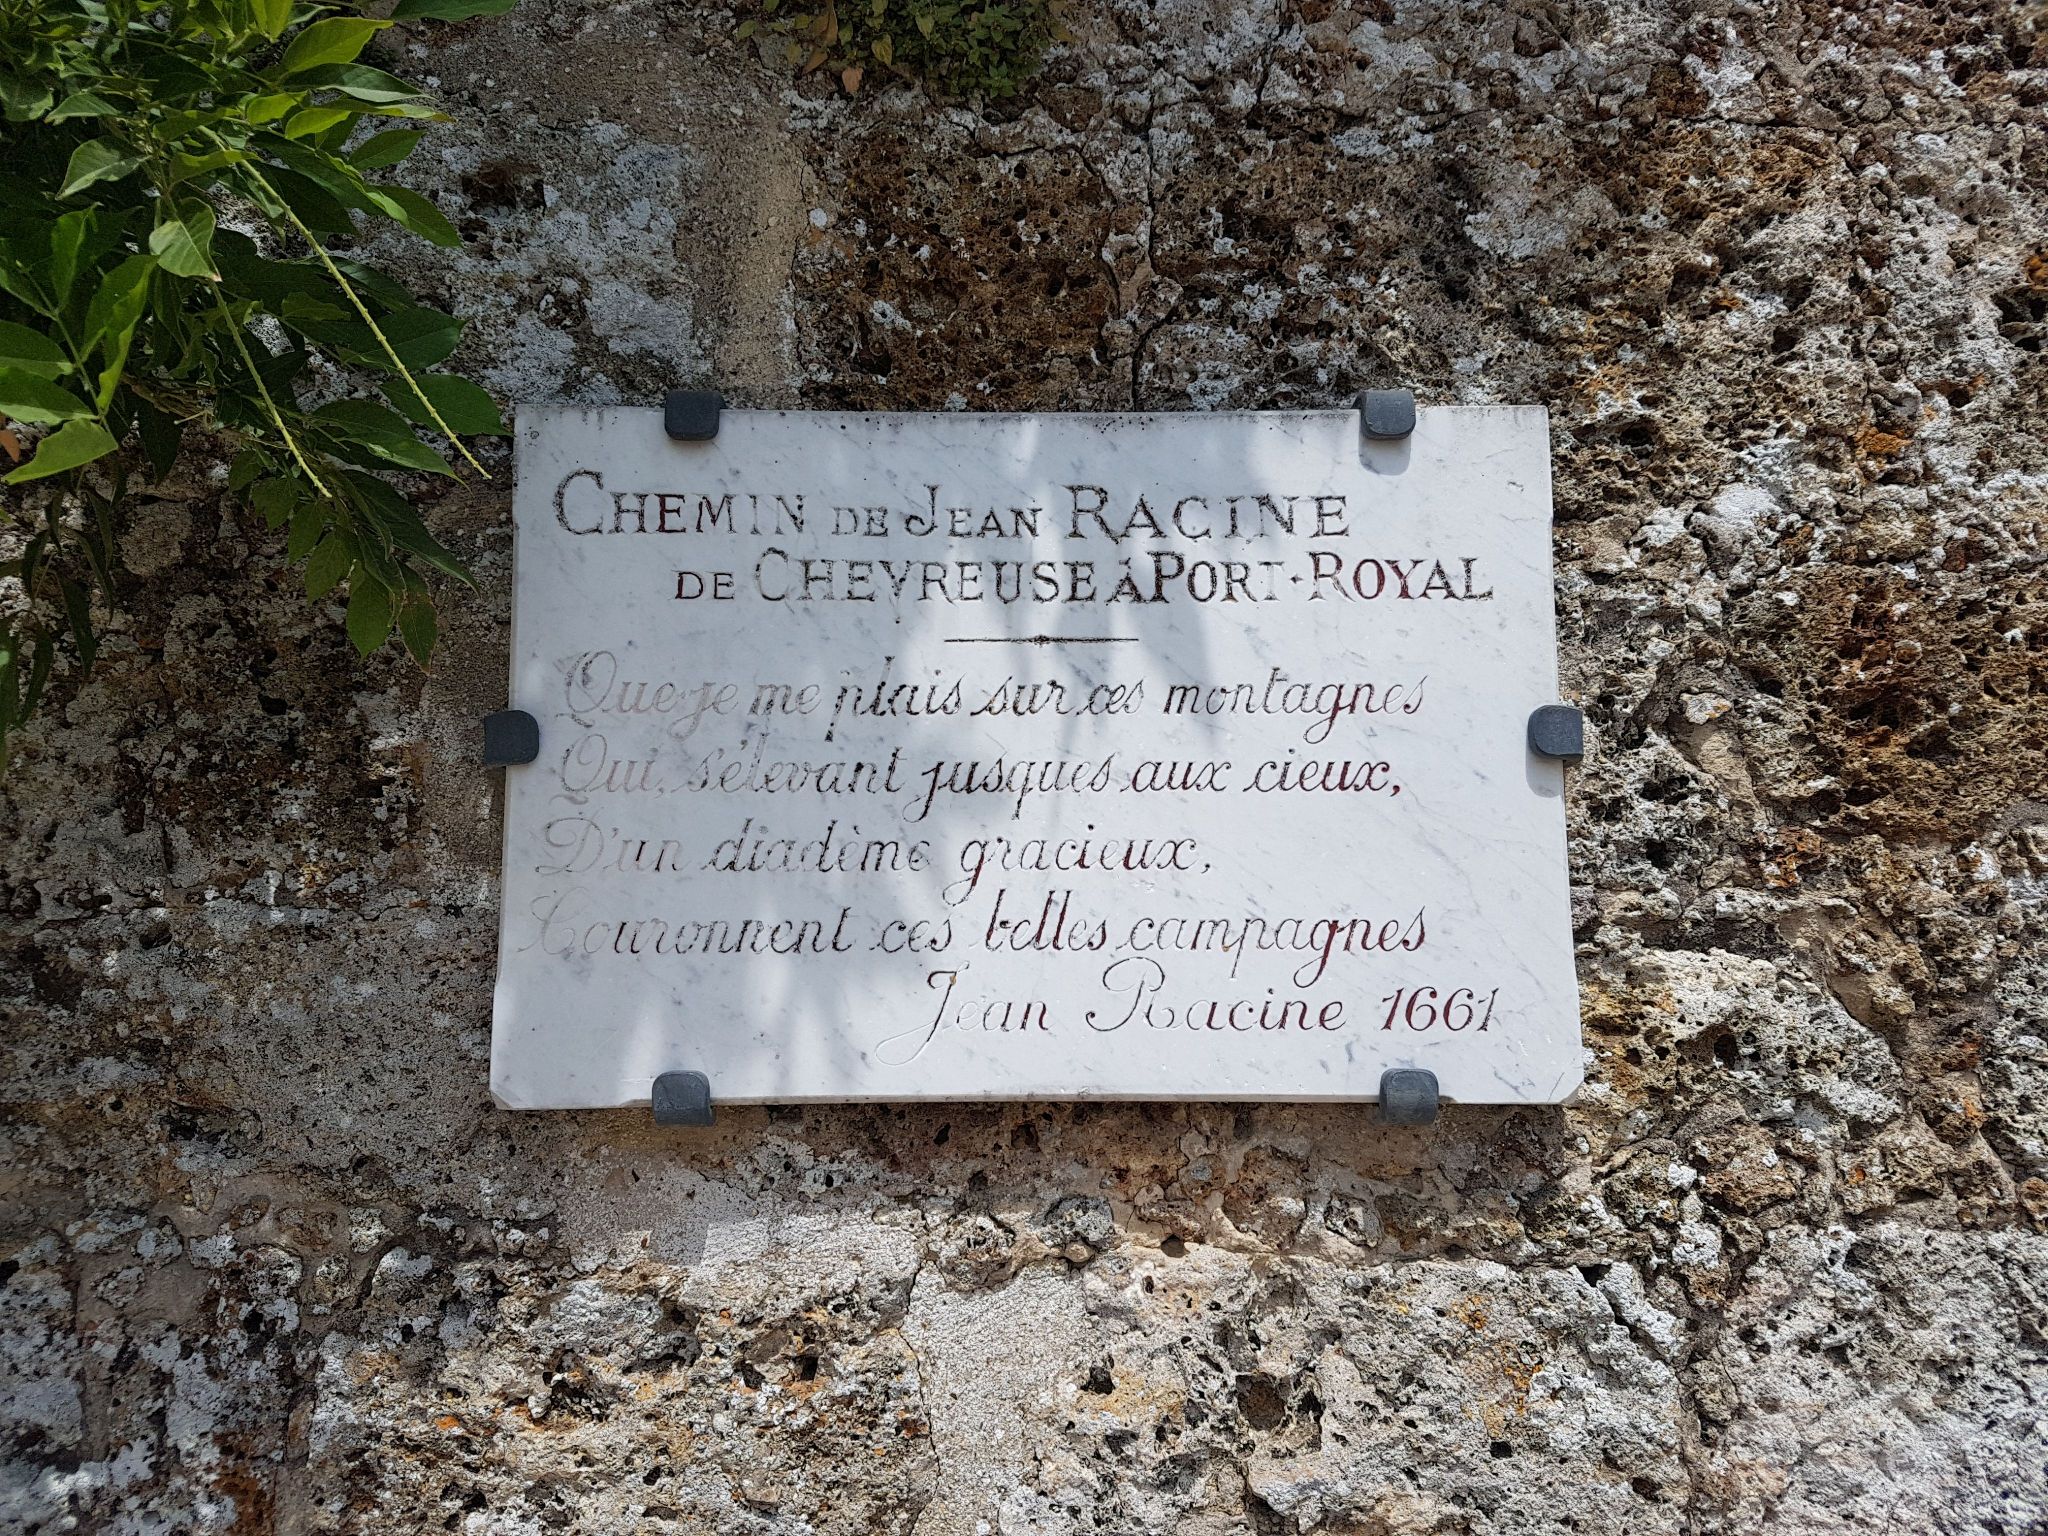 CHEMIN DE JEAN RACINE
DE CHEVREUSE À PORT-ROYAL
Que je me plais sur ces montagnes
Qui, s'élevant jusques aux cieux,
D'un diadème gracieux,
Couronnent ces belles campagnes
Jean Racine 1661